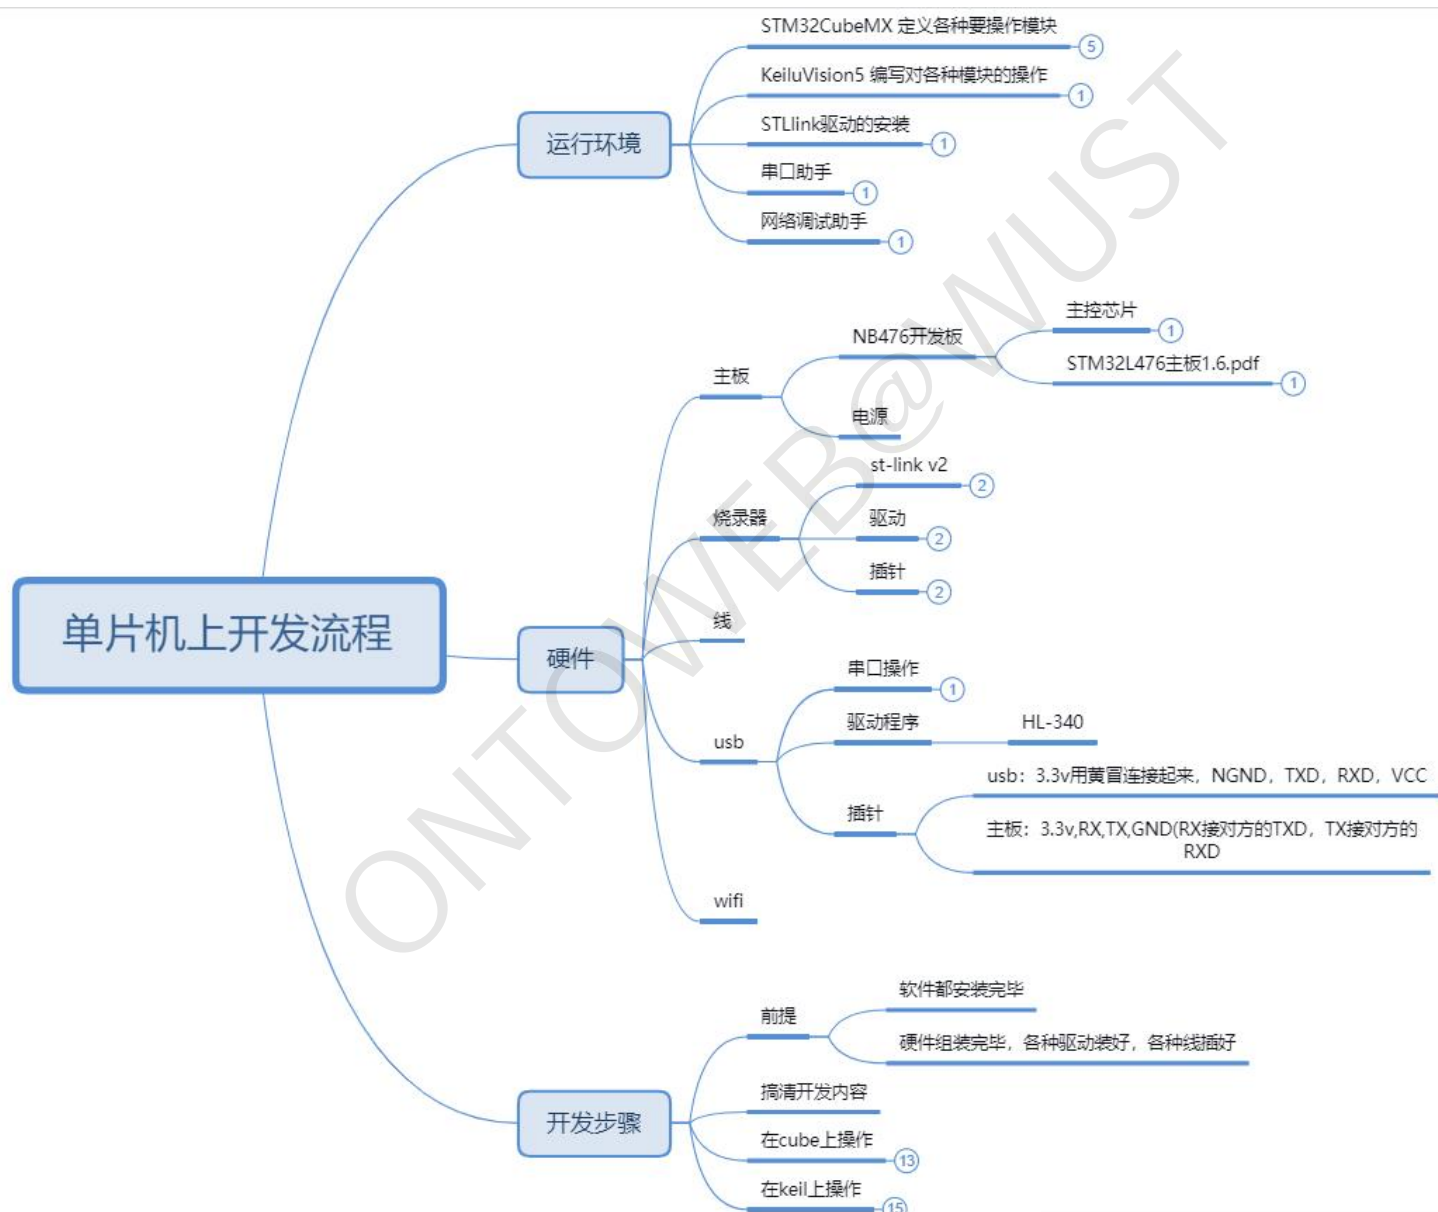 STM32CubeMX 定义各种要操作模块
5
KeiluVision5 编写对各种模块的操作
1
运行环境
STLlink驱动的安装
1
串口助手
1
网络调试助手
1
主控芯片
1
NB476开发板
STM32L476主板1.6.pdf
1
主板
电源
st-link v2
2
烧录器
驱动
2
插针
2
线
单片机上开发流程
硬件
串口操作
1
驱动程序
HL-340
usb
usb：3.3v用黄冒连接起来，NGND，TXD，RXD，VCC
插针
主板：3.3v,RX,TX,GND(RX接对方的TXD，TX接对方的
RXD
wifi
软件都安装完毕
前提
硬件组装完毕，各种驱动装好，各种线插好
搞清开发内容
开发步骤
在cube上操作
13
在keil上操作
15
ONTOWEB@WUST